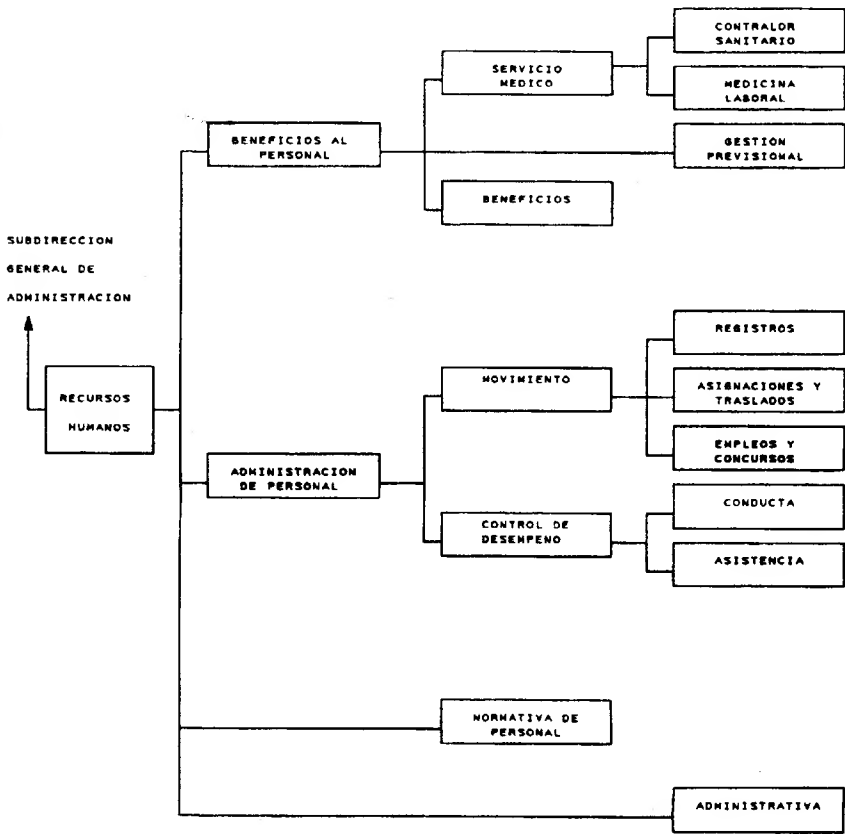 CONTRALOR
SANITARIO
SERVICIO
MEDICO
MEDICINA
LABORAL
BENEFICIOS AL
PERSONAL
GESTION
PREVISIONAL
BENEFICIOS
SUBDIRECCION
GENERAL DE
ADMINISTRACION
REGISTROS
MOVIMIENTO
ASIGNACIONES Y
TRASLADOS
RECURSOS
HUMANOS
EMPLEOS Y
CONCURSOS
ADMINISTRACION
DE PERSONAL
CONDUCTA
CONTROL DE
DESEMPENO
ASISTENCIA
NORMATIVA DE
PERSONAL
ADMINISTRATIVA